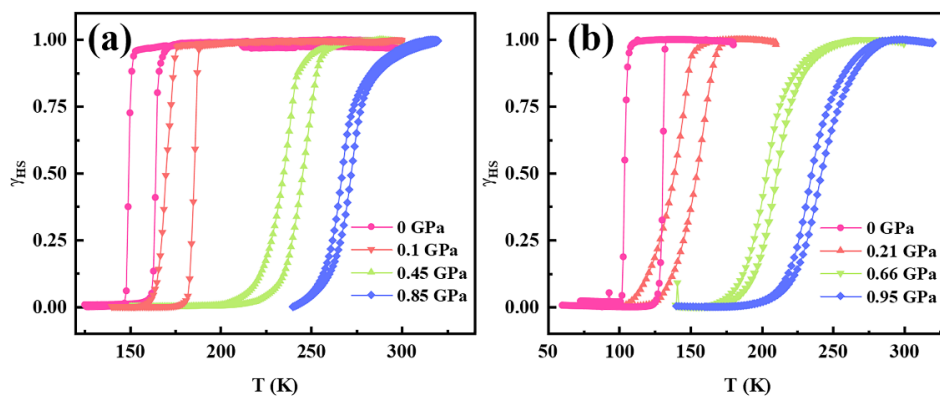 (a)
1.00
0.75
0.50
0.25
0.00
γHS
0 GPa
0.1 GPa
0.45 GPa
0.85 GPa
150 200 250 300
T (K)
(b)
1.00
0.75
0.50
0.25
0.00
γHS
0 GPa
0.21 GPa
0.66 GPa
0.95 GPa
50 100 150 200 250 300
T (K)